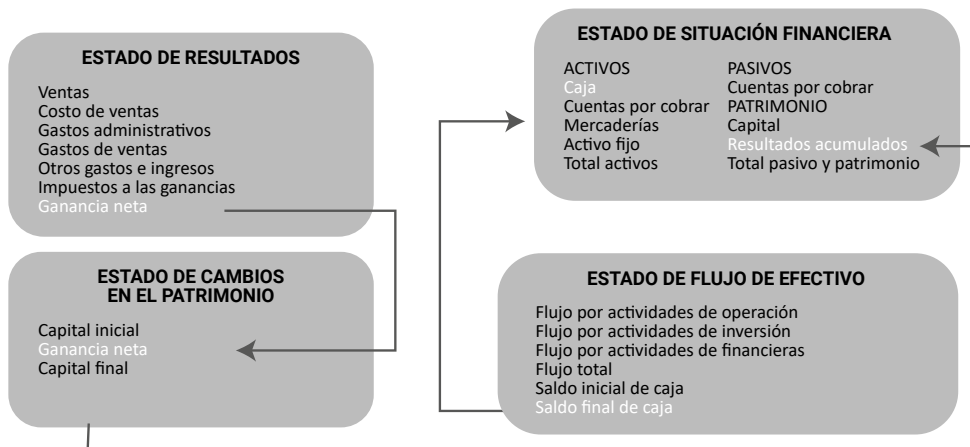 ESTADO DE RESULTADOS
Ventas
Costo de ventas
Gastos administrativos
Gastos de ventas
Otros gastos e ingresos
Impuestos a las ganancias
Ganancia neta
ESTADO DE CAMBIOS
EN EL PATRIMONIO
Capital inicial
Ganancia neta
Capital final
ESTADO DE SITUACIÓN FINANCIERA
ACTIVOS
Caja
Cuentas por cobrar
Mercaderías
Activo fijo
Total activos
PASIVOS
Cuentas por cobrar
PATRIMONIO
Capital
Resultados acumulados
Total pasivo y patrimonio
ESTADO DE FLUJO DE EFECTIVO
Flujo por actividades de operación
Flujo por actividades de inversión
Flujo por actividades de financieras
Flujo total
Saldo inicial de caja
Saldo final de caja